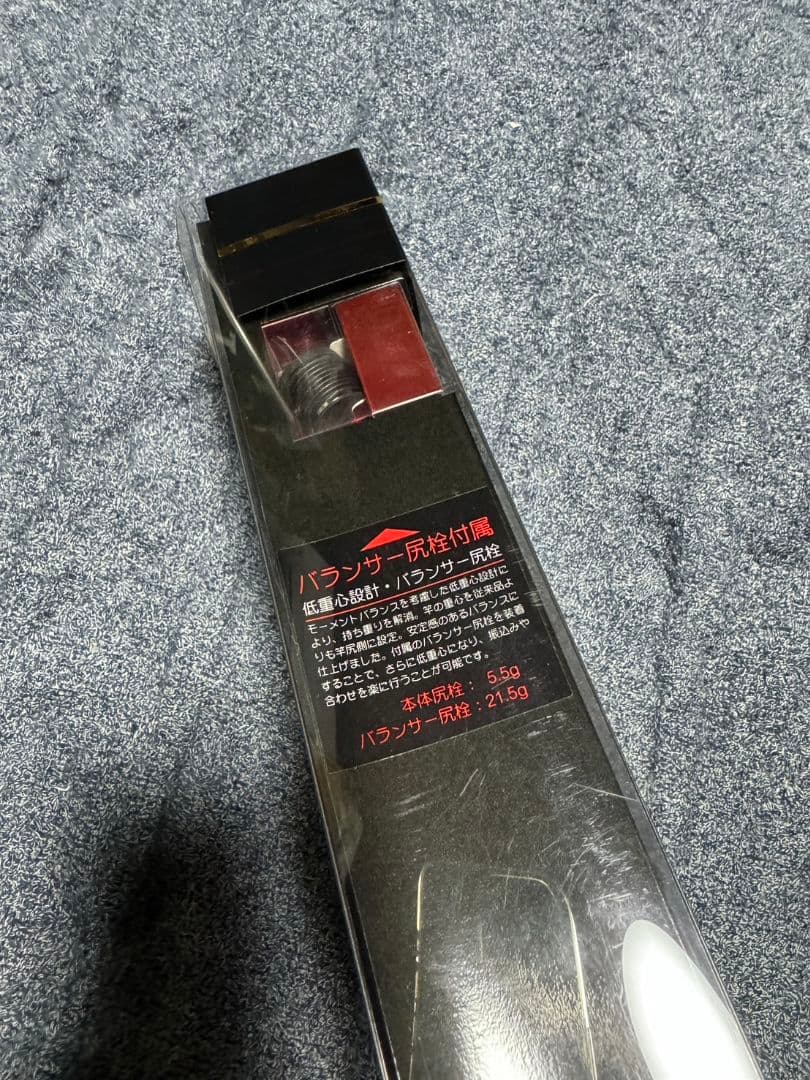 バランサー尻栓付属
低重心設計・バランサー尻栓
モーメントバランスを考慮した低重心設計に
より、持ち重りを解消。竿の重心を従来品よ
りも竿尻側に設定。安定感のあるバランスに
仕上げました。付属のバランサー尻栓を装着
することで、さらに低重心になり、振込みや
合わせを楽に行うことが可能です。
本体尻栓：5.5g
バランサー尻栓：21.5g